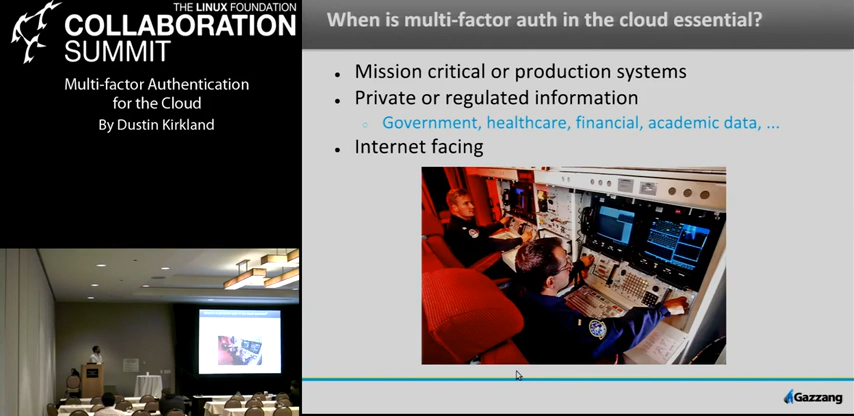 THE LINUX FOUNDATION
COLLABORATION
SUMMIT
Multi-factor Authentication
for the Cloud
By Dustin Kirkland
When is multi-factor auth in the cloud essential?
• Mission critical or production systems
• Private or regulated information
○ Government, healthcare, financial, academic data, ...
• Internet facing
Gazzang